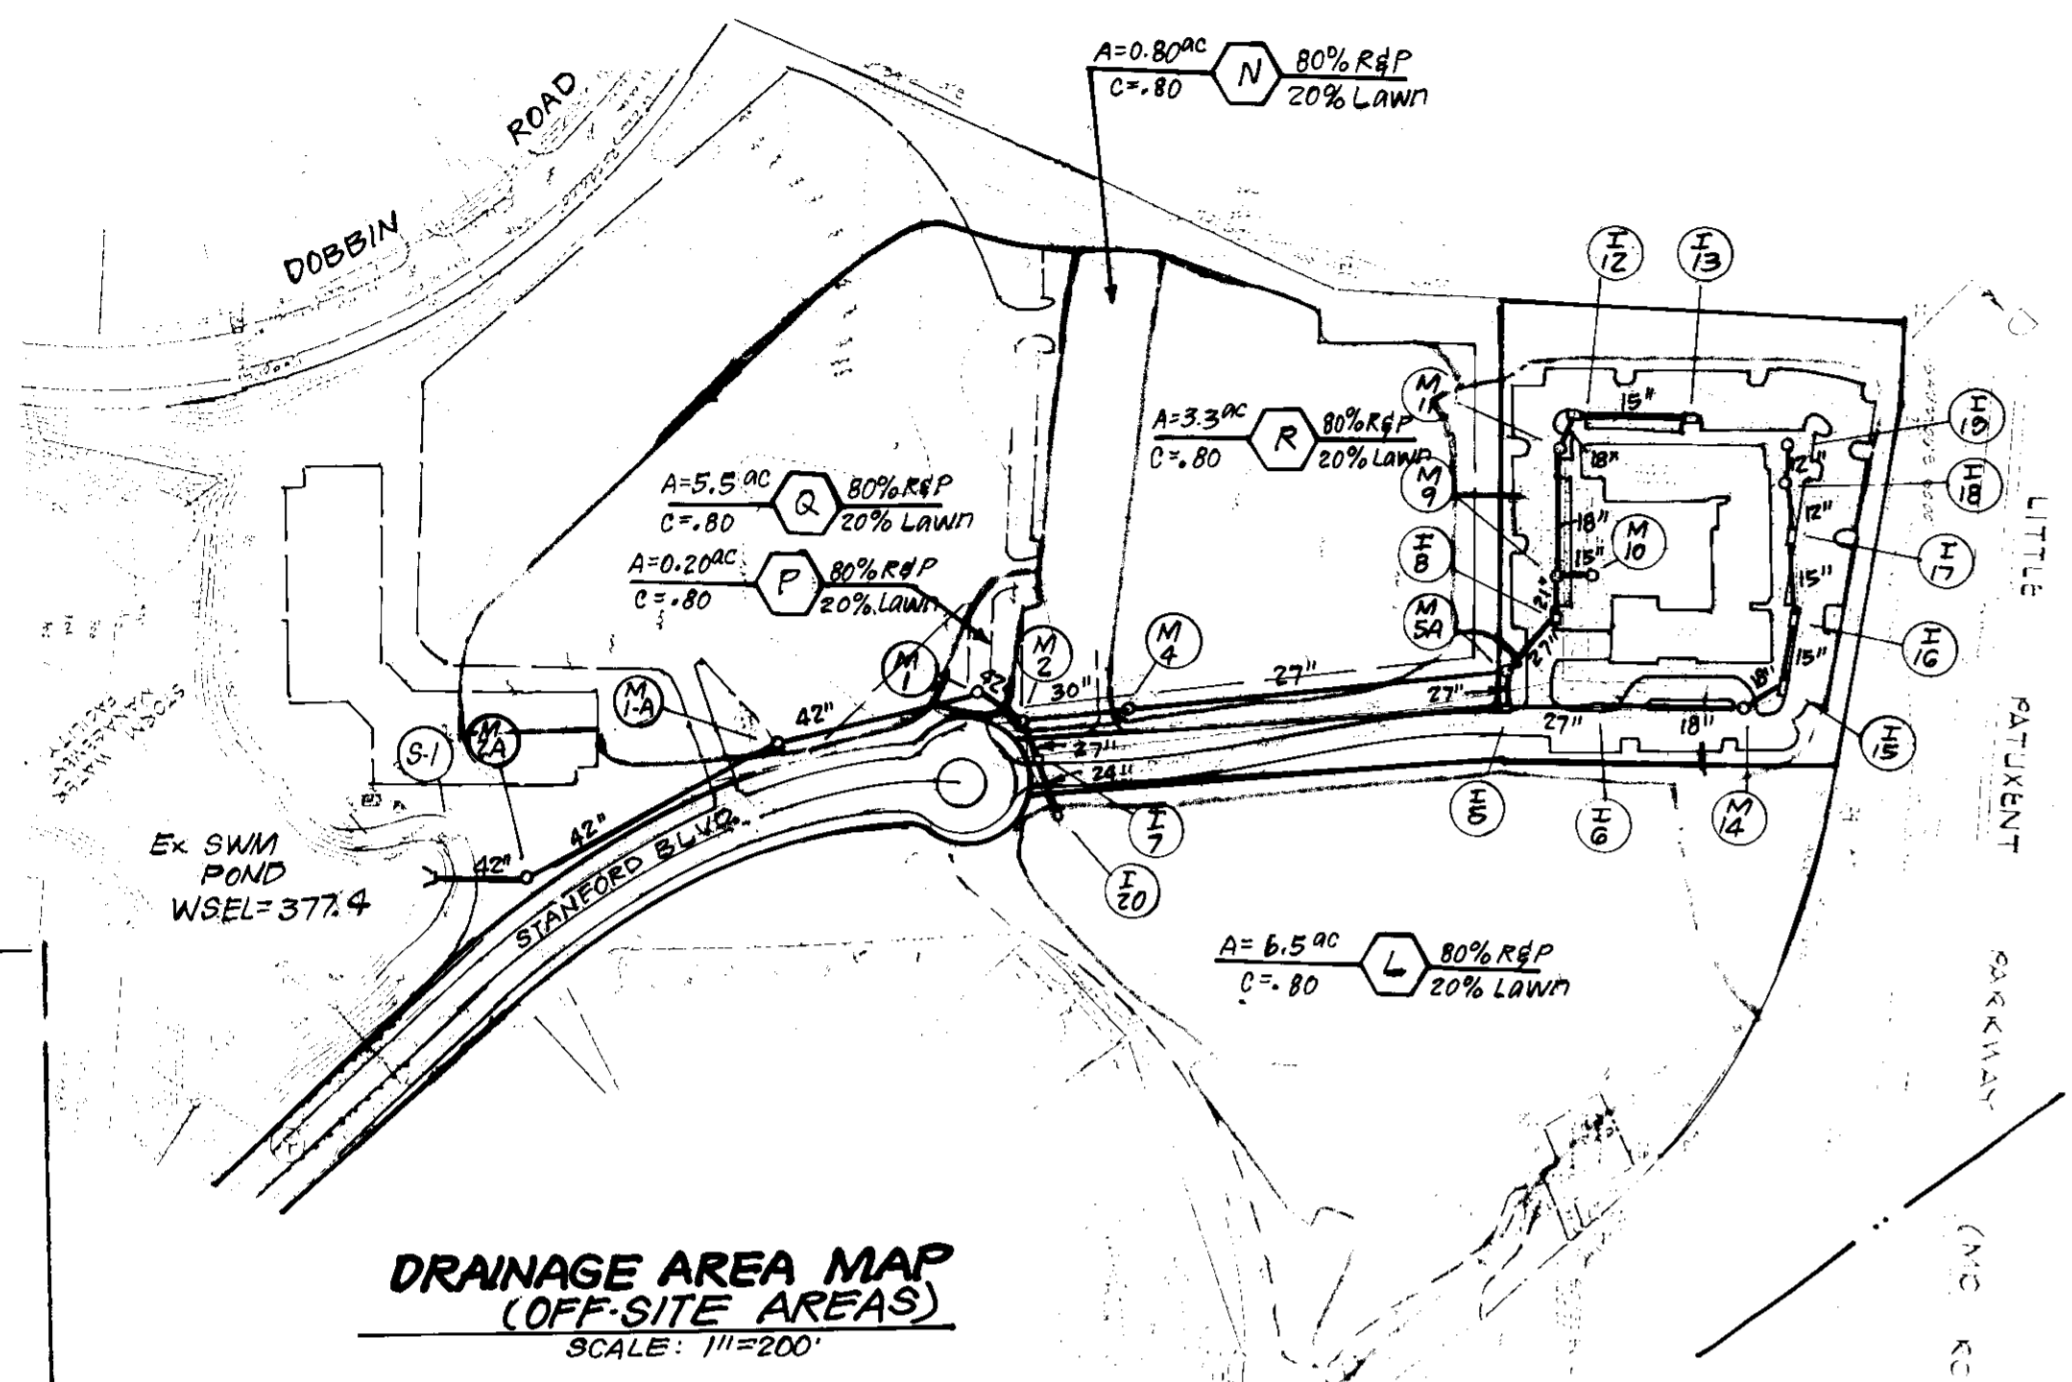 A=0.80ac
C=.80
N
80% R&P
20% Lawn
ROAD
DOBBIN
I
12
I
13
M
11
15"
A=3.3ac
C=.80
R
80% R&P
20% Lawn
18"
12"
I
19
I
18
M
9
18"
M
10
15"
12"
I
17
A=5.5ac
C=.80
Q
80% R&P
20% Lawn
I
8
21"
15"
A=0.20ac
C=.80
P
80% R&P
20% Lawn
M
5A
27"
I
16
15"
LITTLE
PATUXENT
PARKWAY
M
1
M
2
M
4
42"
30"
27"
27"
27"
18"
18"
M
1-A
42"
S-1
M
2A
27"
24"
I
7
I
5
I
6
M
14
I
15
I
20
42"
42"
STANFORD BLVD.
Ex SWM
POND
WSEL=377.4
STORM
WATER
MANAGEMENT
FACILITY
A=6.5ac
C=.80
L
80% R&P
20% Lawn
DRAINAGE AREA MAP
(OFF-SITE AREAS)
SCALE: 1"=200'